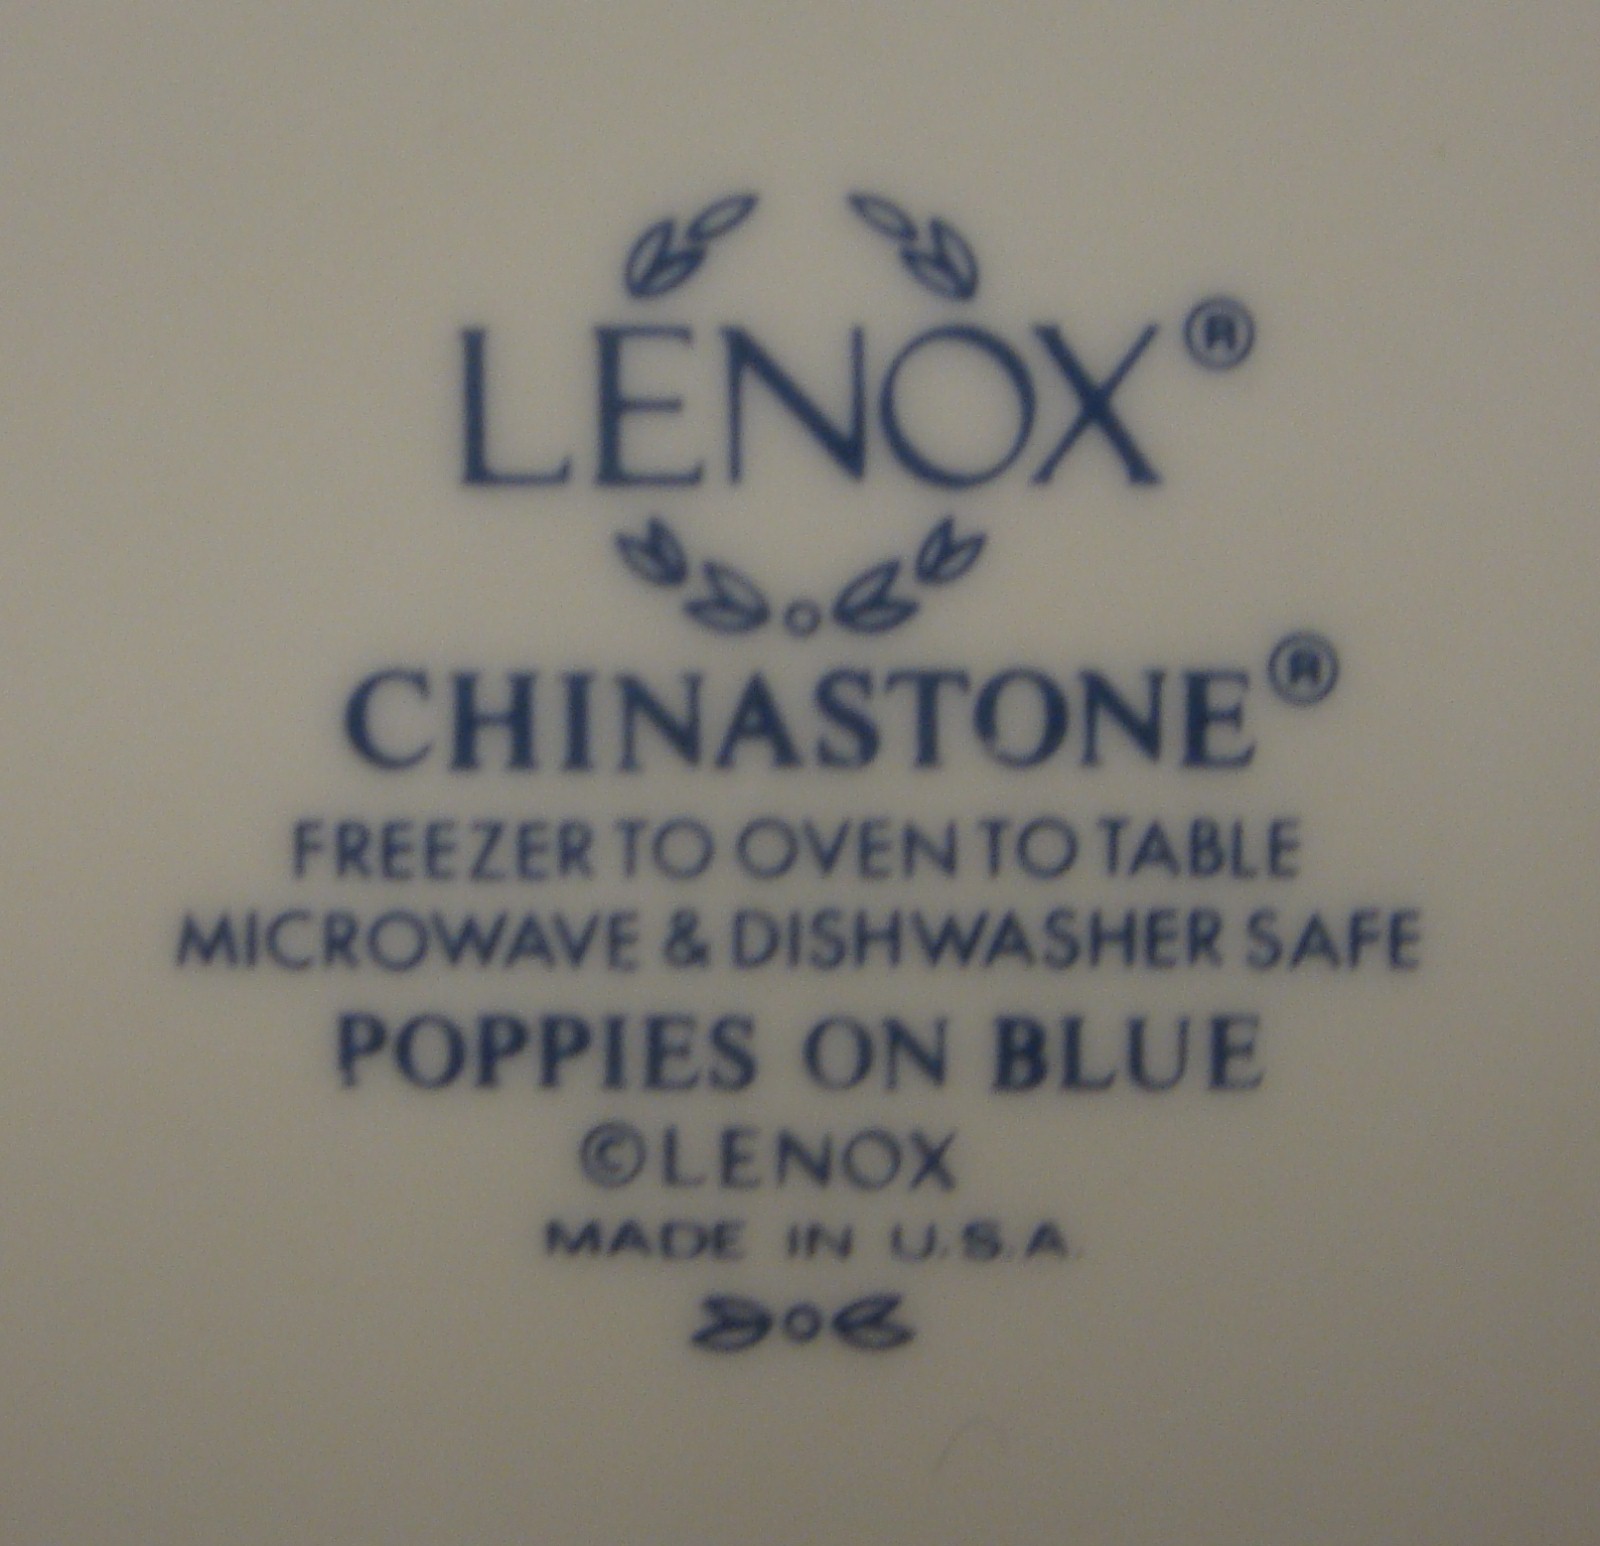 LENOX®
CHINASTONE®
FREEZER TO OVEN TO TABLE
MICROWAVE & DISHWASHER SAFE
POPPIES ON BLUE
©LENOX
MADE IN U.S.A.